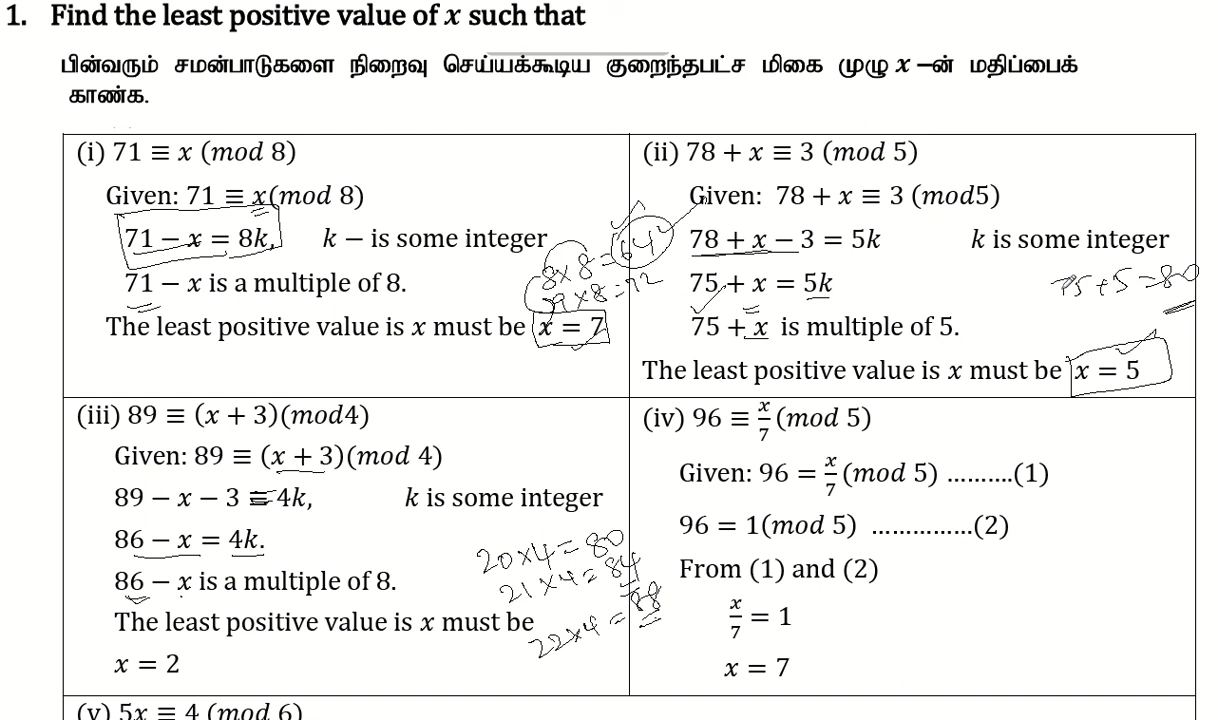 1. Find the least positive value of x such that
பின்வரும் சமன்பாடுகளை நிறைவு செய்யக்கூடிய குறைந்தபட்ச மிகை முழு x –ன் மதிப்பைக்
காண்க.
(i) 71 ≡ x (mod 8)
Given: 71 ≡ x(mod 8)
71 − x = 8k, k − is some integer
71 − x is a multiple of 8.
The least positive value is x must be x = 7
8 × 8 = 64
9 × 8 = 72
(ii) 78 + x ≡ 3 (mod 5)
Given: 78 + x ≡ 3 (mod5)
78 + x − 3 = 5k k is some integer
75 + x = 5k
75 + 5 = 80
75 + x is multiple of 5.
The least positive value is x must be x = 5
(iii) 89 ≡ (x + 3)(mod4)
Given: 89 ≡ (x + 3)(mod 4)
89 − x − 3 = 4k, k is some integer
86 − x = 4k.
86 − x is a multiple of 8.
The least positive value is x must be
x = 2
20 × 4 = 80
21 × 4 = 84
22 × 4 = 88
(iv) 96 ≡ x/7 (mod 5)
Given: 96 = x/7 (mod 5) ..........(1)
96 = 1(mod 5) ...............(2)
From (1) and (2)
x/7 = 1
x = 7
(v) 5x ≡ 4 (mod 6)